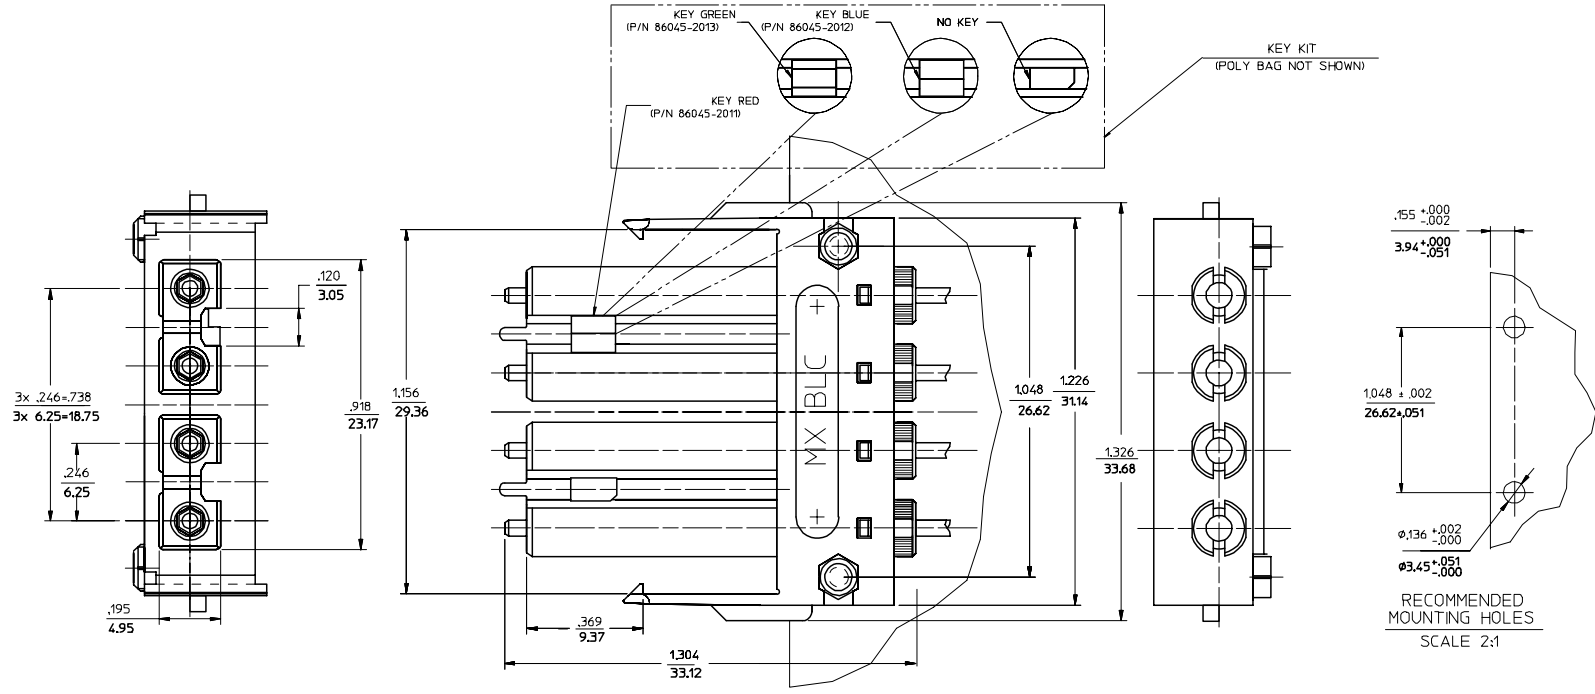 KEY GREEN
(P/N 86045-2013)
KEY BLUE
(P/N 86045-2012)
NO KEY
KEY KIT
(POLY BAG NOT SHOWN)
KEY RED
(P/N 86045-2011)
.120
3.05
3x .246=.738
3x 6.25=18.75
.246
6.25
.918
23.17
.195
4.95
1.156
29.36
MX BLC
.369
9.37
1.304
33.12
1.048
26.62
1.226
31.14
1.326
33.68
.155 +.000
-.002
3.94 +.000
-.051
1.048 ± .002
26.62±.051
ø.136 +.002
-.000
ø3.45 +.051
-.000
RECOMMENDED
MOUNTING HOLES
SCALE 2:1